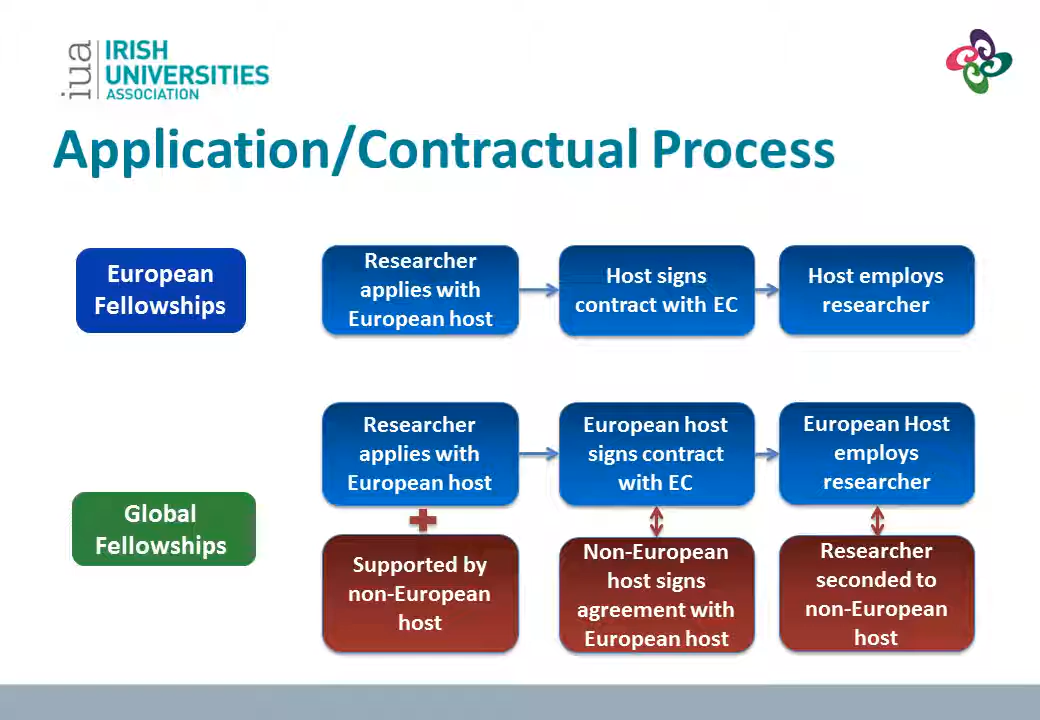 iua
IRISH
UNIVERSITIES
ASSOCIATION
Application/Contractual Process
European
Fellowships
Researcher
applies with
European host
Host signs
contract with EC
Host employs
researcher
Global
Fellowships
Researcher
applies with
European host
European host
signs contract
with EC
European Host
employs
researcher
Supported by
non-European
host
Non-European
host signs
agreement with
European host
Researcher
seconded to
non-European
host